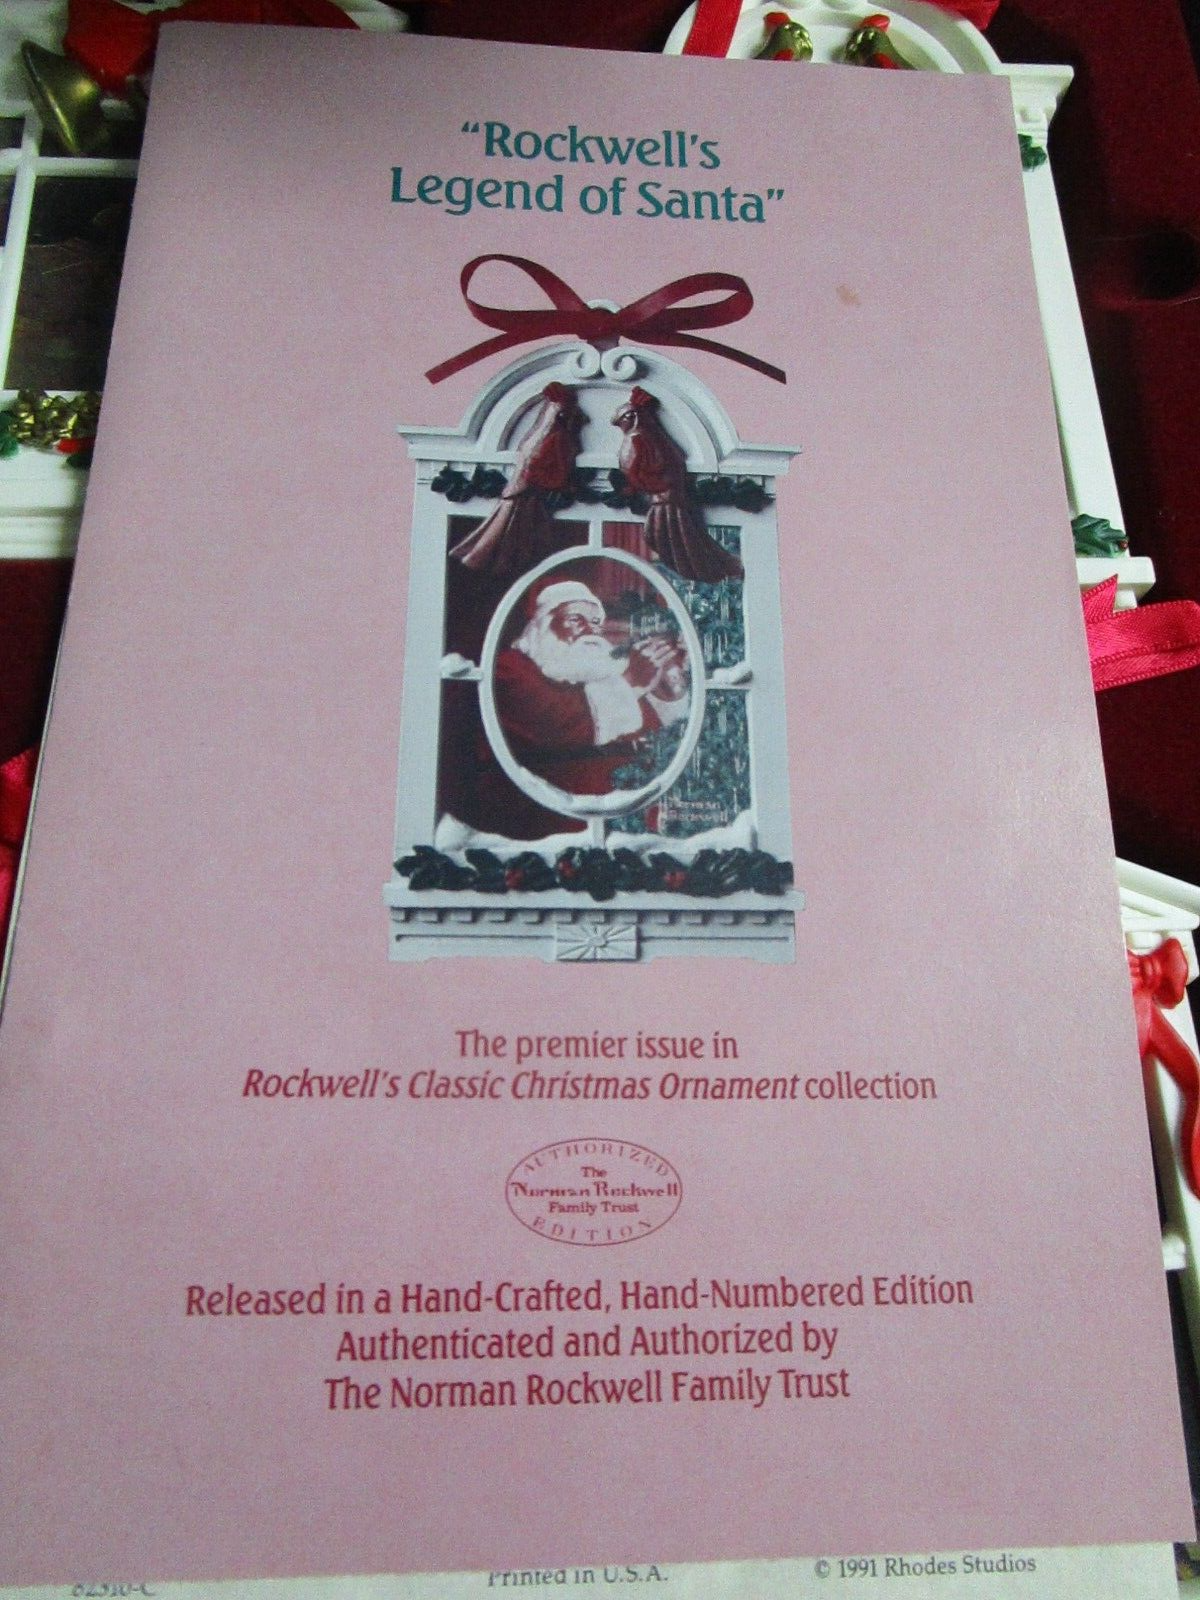 “Rockwell’s
Legend of Santa”
Norman
Rockwell
The premier issue in
Rockwell’s Classic Christmas Ornament collection
AUTHORIZED
The
Norman Rockwell
Family Trust
EDITION
Released in a Hand-Crafted, Hand-Numbered Edition
Authenticated and Authorized by
The Norman Rockwell Family Trust
Printed in U.S.A.
© 1991 Rhodes Studios